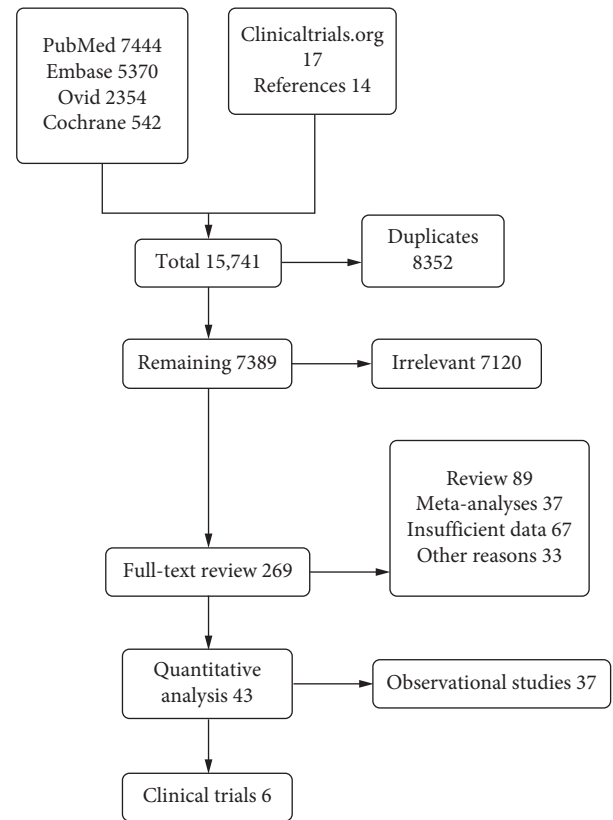 PubMed 7444
Embase 5370
Ovid 2354
Cochrane 542
Clinicaltrials.org
17
References 14
Total 15,741
Duplicates
8352
Remaining 7389
Irrelevant 7120
Review 89
Meta-analyses 37
Insufficient data 67
Other reasons 33
Full-text review 269
Quantitative
analysis 43
Observational studies 37
Clinical trials 6